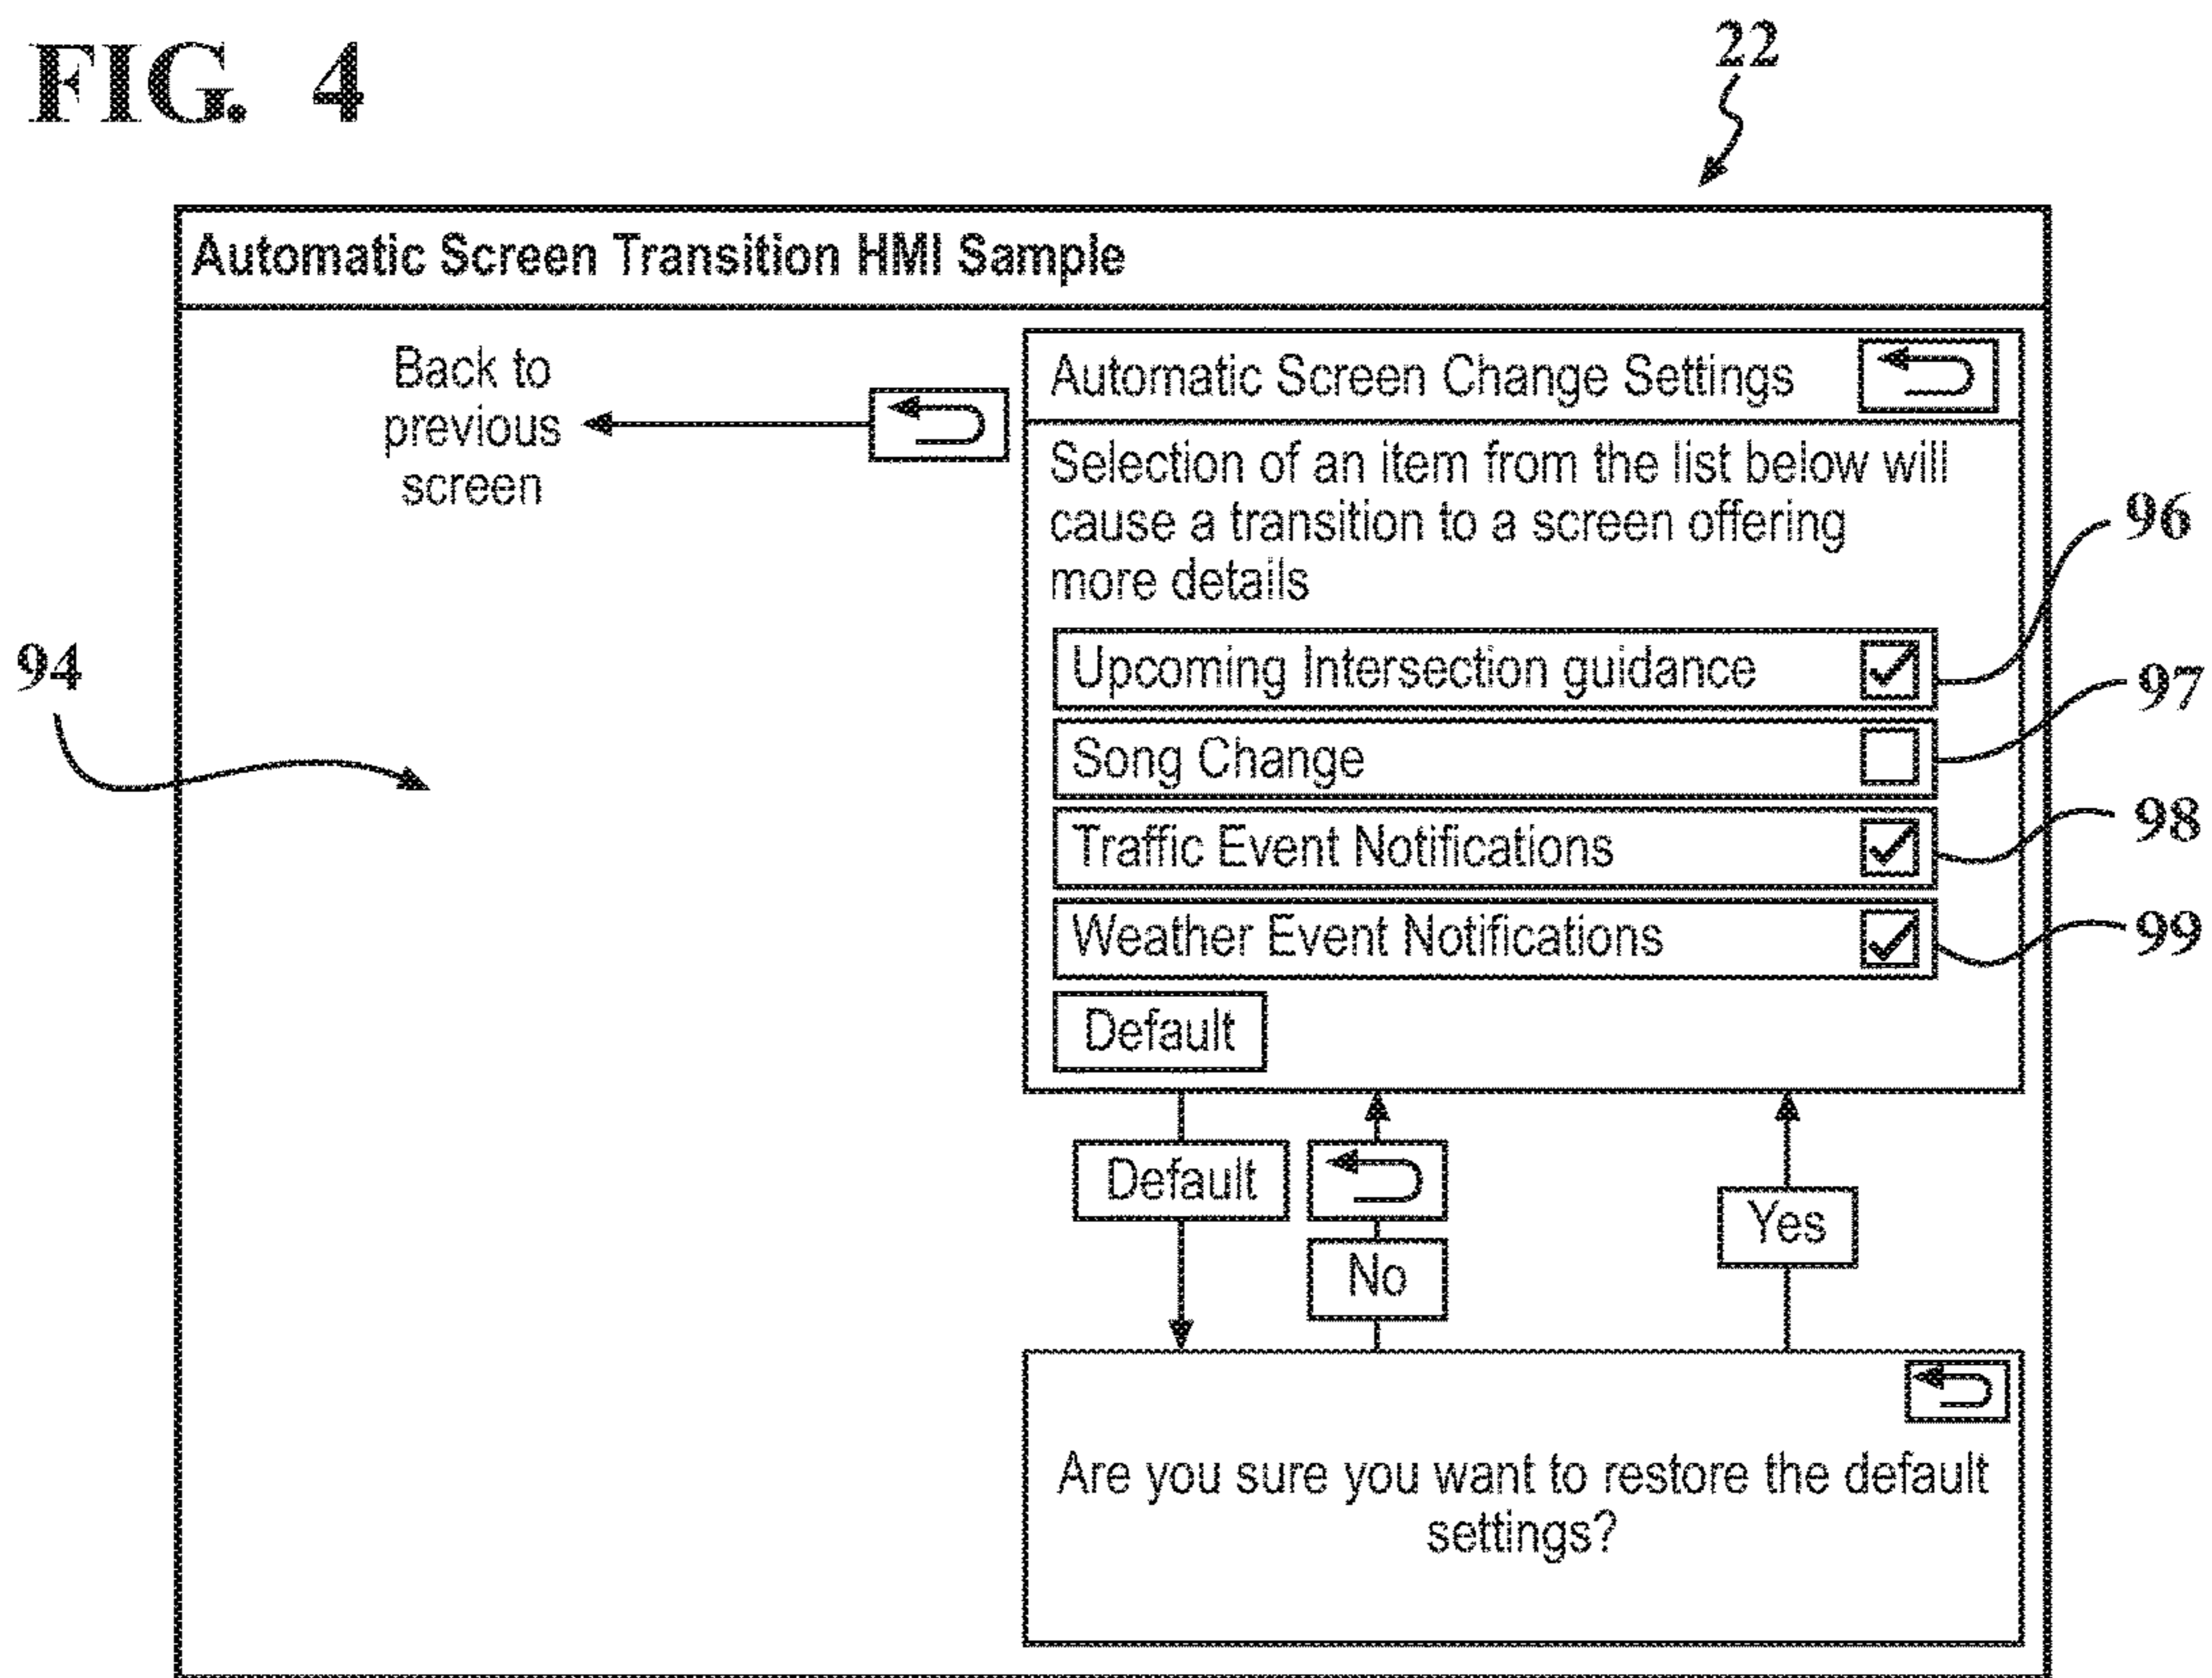 FIG. 4
22
Automatic Screen Transition HMI Sample
Back to
previous
screen
Automatic Screen Change Settings
Selection of an item from the list below will
cause a transition to a screen offering
more details
96
94
Upcoming Intersection guidance
97
Song Change
98
Traffic Event Notifications
99
Weather Event Notifications
Default
Default
Yes
No
Are you sure you want to restore the default
settings?